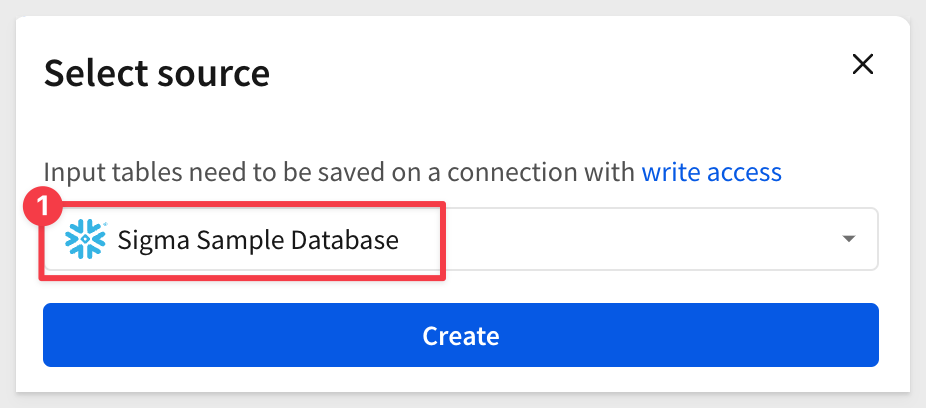 Select source
Input tables need to be saved on a connection with write access
1
Sigma Sample Database
Create